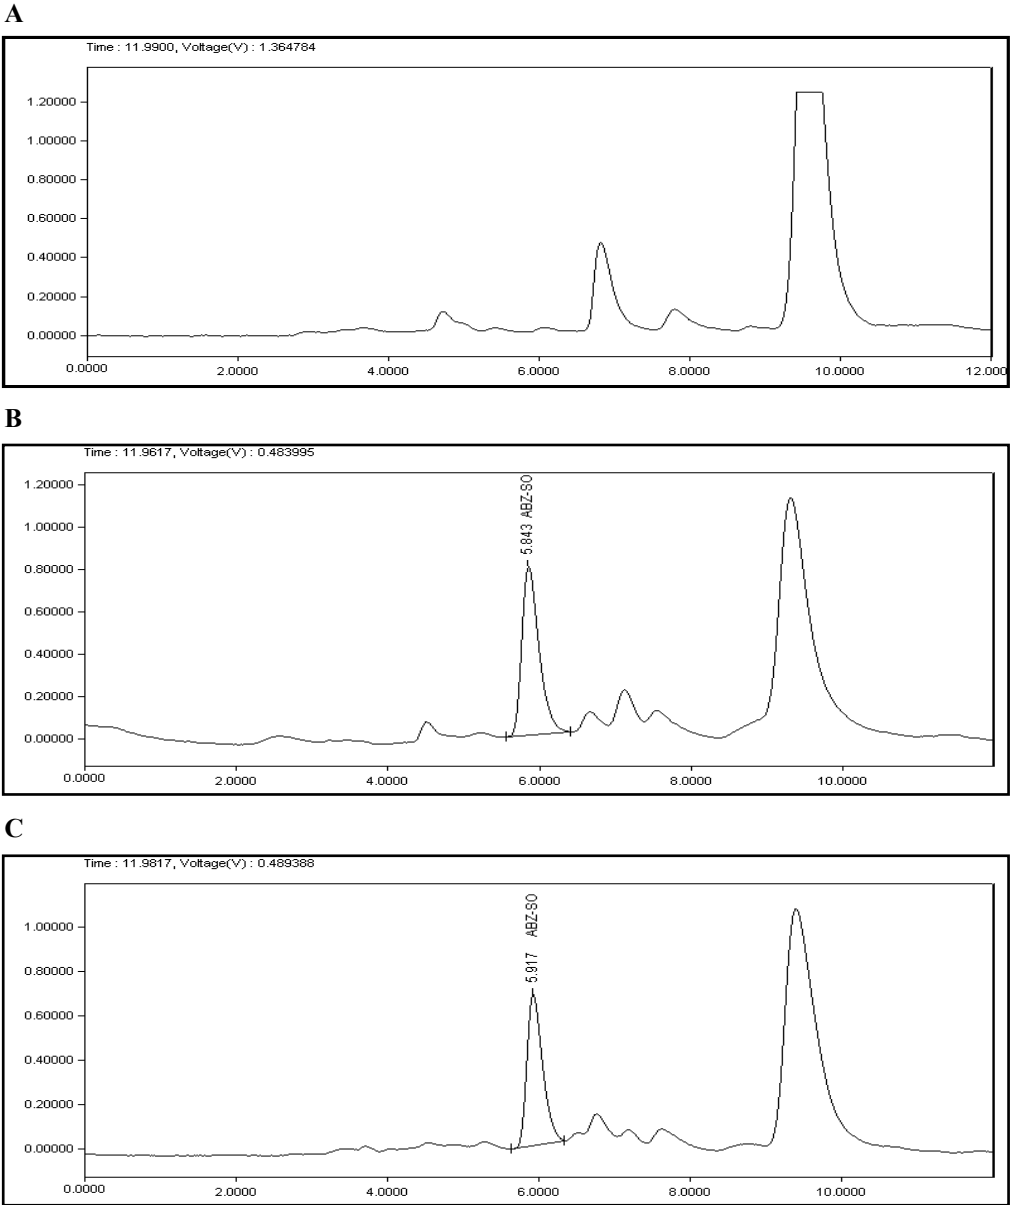 A
Time : 11.9900, Voltage(V) : 1.364784
1.20000
1.00000
0.80000
0.60000
0.40000
0.20000
0.00000
0.0000 2.0000 4.0000 6.0000 8.0000 10.0000 12.000
B
Time : 11.9617, Voltage(V) : 0.483995
5.843 ABZ-SO
1.20000
1.00000
0.80000
0.60000
0.40000
0.20000
0.00000
0.0000 2.0000 4.0000 6.0000 8.0000 10.0000
C
Time : 11.9817, Voltage(V) : 0.489388
5.917 ABZ-SO
1.00000
0.80000
0.60000
0.40000
0.20000
0.00000
0.0000 2.0000 4.0000 6.0000 8.0000 10.0000